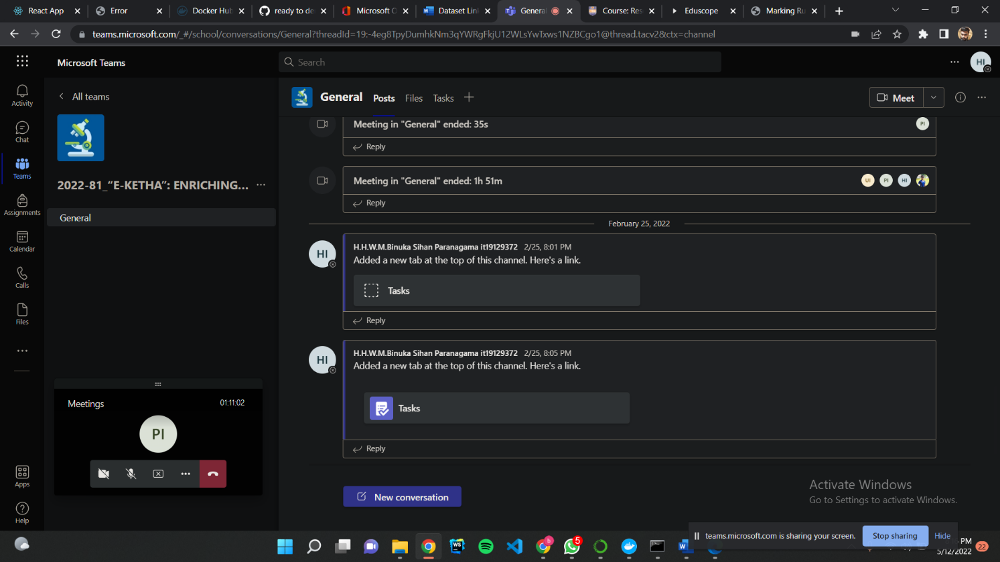 React App
Error
Docker Hub
ready to de
Microsoft O
Dataset Lin
General
Course: Res
Eduscope
Marking Ru
teams.microsoft.com/_#/school/conversations/General?threadId=19:-4eg8TpyDumhkNm3qYWRgFkjU12WLsYwTxws1NZBCgo1@thread.tacv2&ctx=channel
Microsoft Teams
Search
HI
Activity
Chat
Teams
Assignments
Calendar
Calls
Files
Apps
Help
All teams
2022-81_“E-KETHA”: ENRICHING...
General
Meetings
01:11:02
PI
General
Posts
Files
Tasks
Meet
Meeting in "General" ended: 35s
PI
Reply
Meeting in "General" ended: 1h 51m
UI
PI
HI
Reply
February 25, 2022
HI
H.H.W.M.Binuka Sihan Paranagama it19129372 2/25, 8:01 PM
Added a new tab at the top of this channel. Here's a link.
Tasks
Reply
HI
H.H.W.M.Binuka Sihan Paranagama it19129372 2/25, 8:05 PM
Added a new tab at the top of this channel. Here's a link.
Tasks
Reply
New conversation
Activate Windows
Go to Settings to activate Windows.
teams.microsoft.com is sharing your screen.
Stop sharing
Hide
WS
b
5
PM
5/12/2022
22